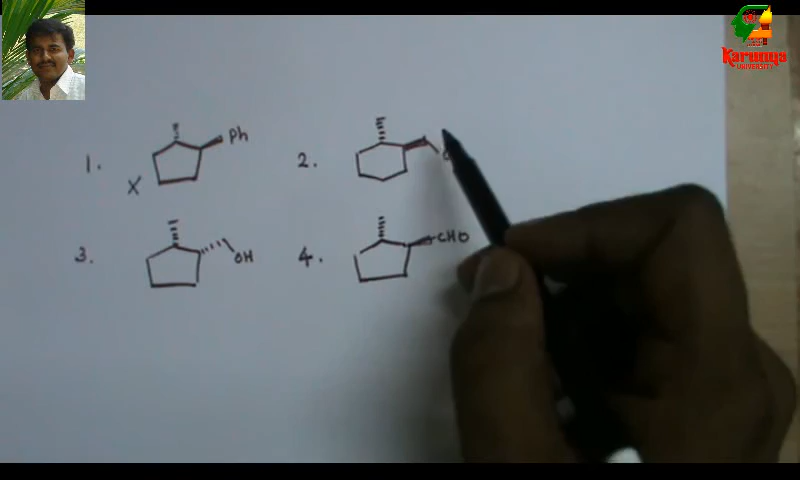 Karunya
UNIVERSITY
1. Ph 2.
X
3. OH 4. CHO